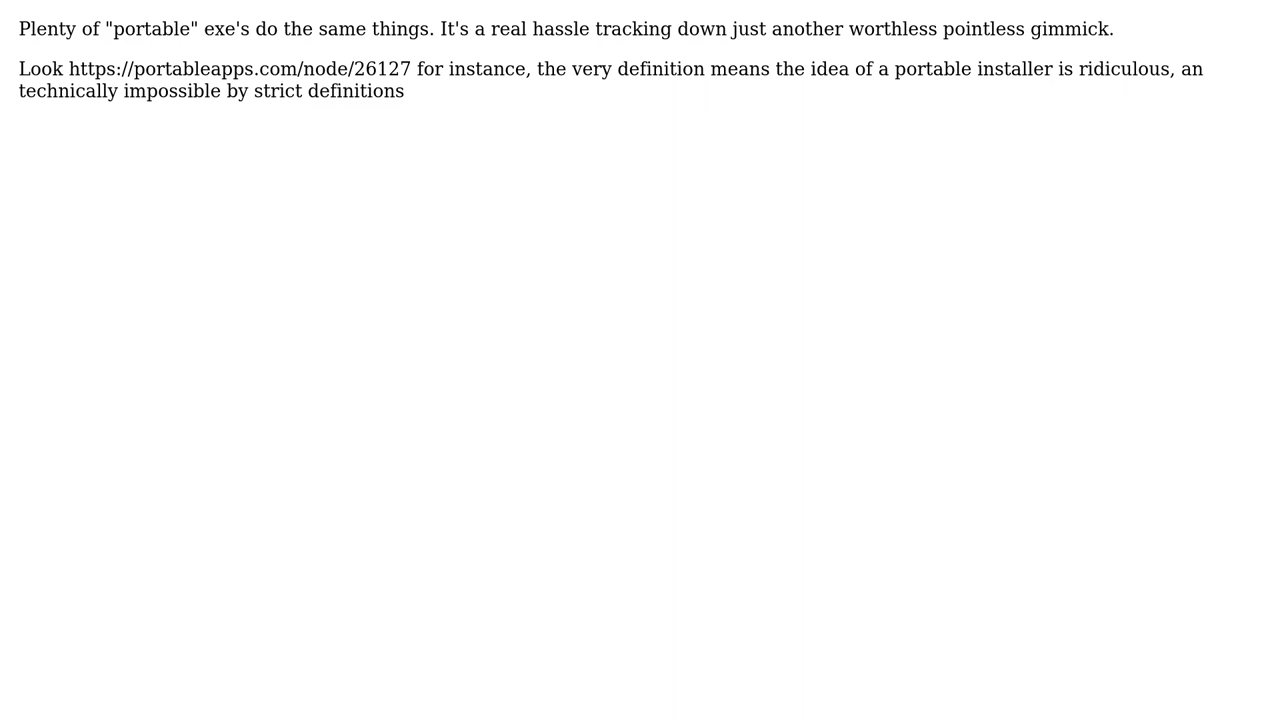 Plenty of "portable" exe's do the same things. It's a real hassle tracking down just another worthless pointless gimmick.
Look https://portableapps.com/node/26127 for instance, the very definition means the idea of a portable installer is ridiculous, an
technically impossible by strict definitions